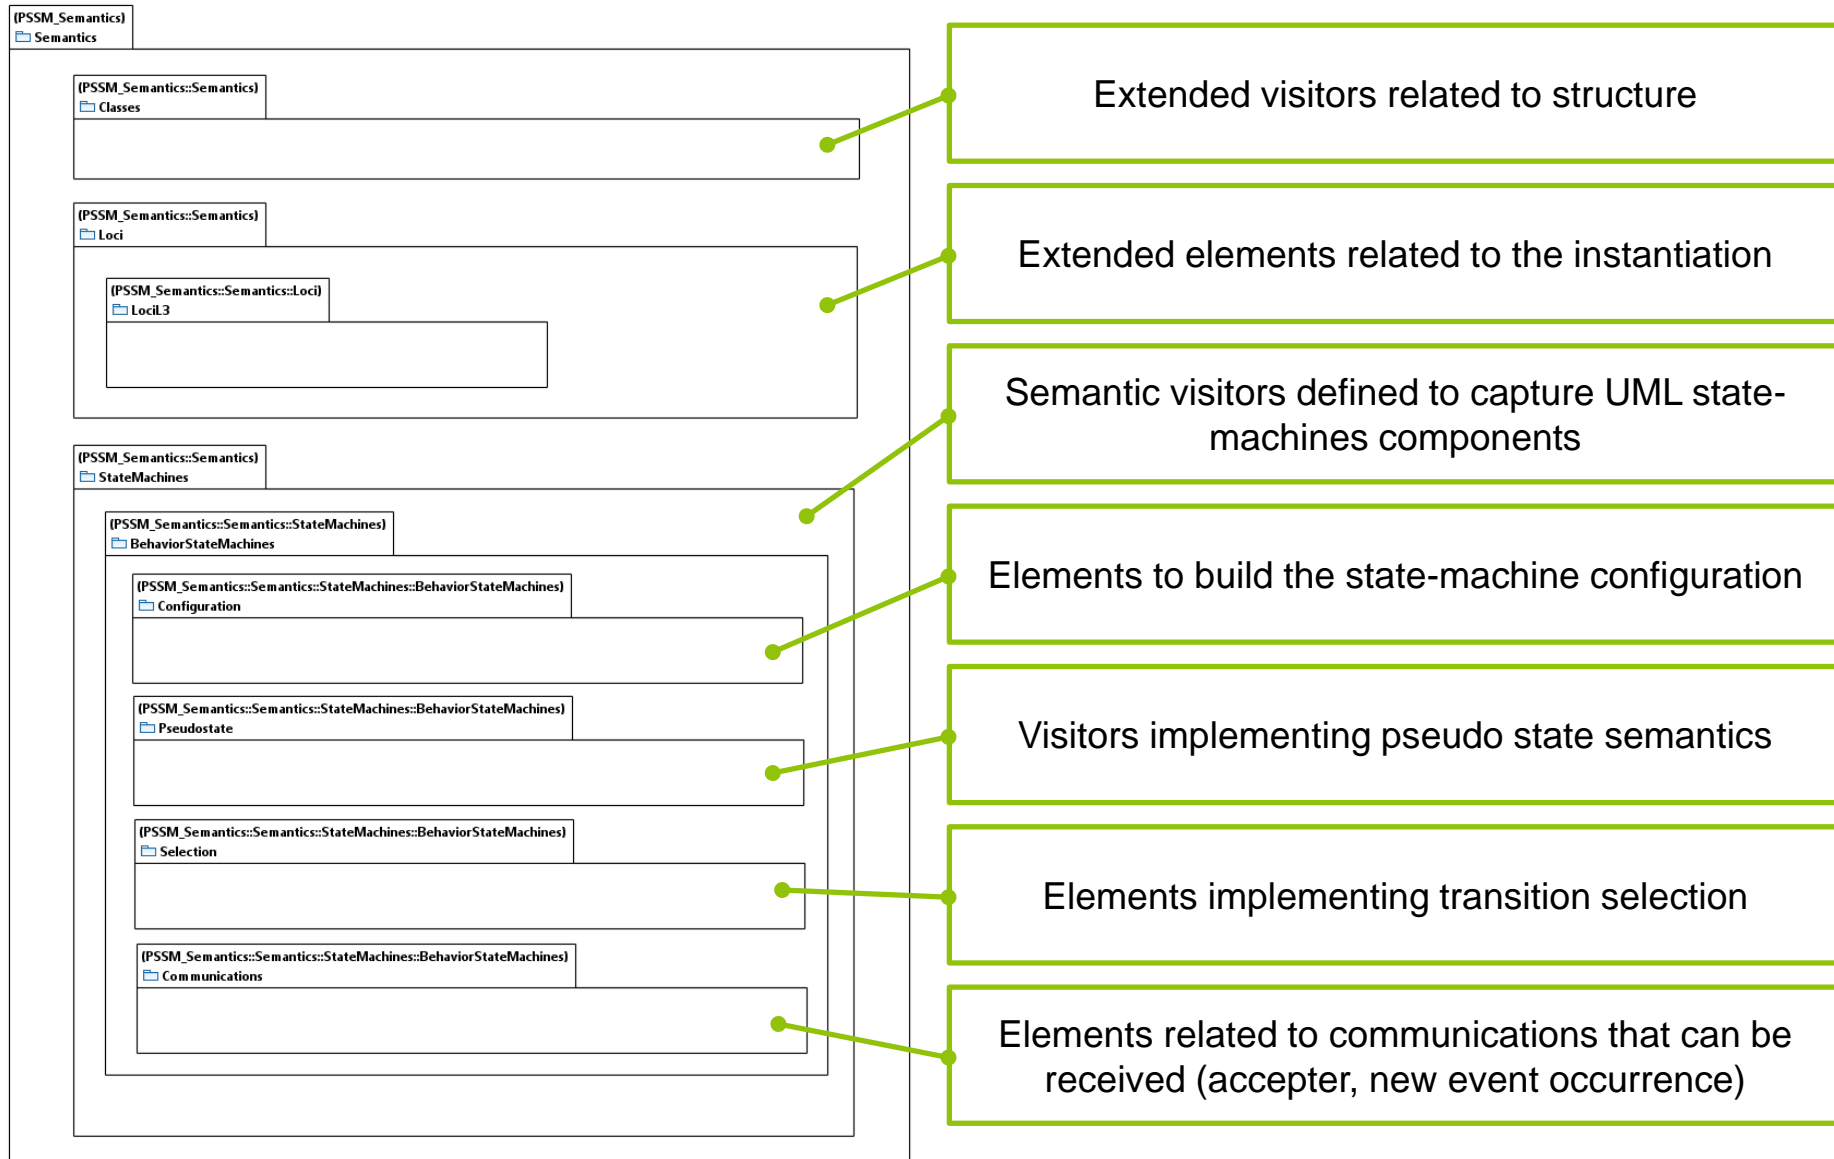 (PSSM_Semantics)
Semantics
(PSSM_Semantics::Semantics)
Classes
Extended visitors related to structure
(PSSM_Semantics::Semantics)
Loci
(PSSM_Semantics::Semantics::Loci)
LociL3
Extended elements related to the instantiation
Semantic visitors defined to capture UML state-
machines components
(PSSM_Semantics::Semantics)
StateMachines
(PSSM_Semantics::Semantics::StateMachines)
BehaviorStateMachines
(PSSM_Semantics::Semantics::StateMachines::BehaviorStateMachines)
Configuration
Elements to build the state-machine configuration
(PSSM_Semantics::Semantics::StateMachines::BehaviorStateMachines)
Pseudostate
Visitors implementing pseudo state semantics
(PSSM_Semantics::Semantics::StateMachines::BehaviorStateMachines)
Selection
Elements implementing transition selection
(PSSM_Semantics::Semantics::StateMachines::BehaviorStateMachines)
Communications
Elements related to communications that can be
received (accepter, new event occurrence)